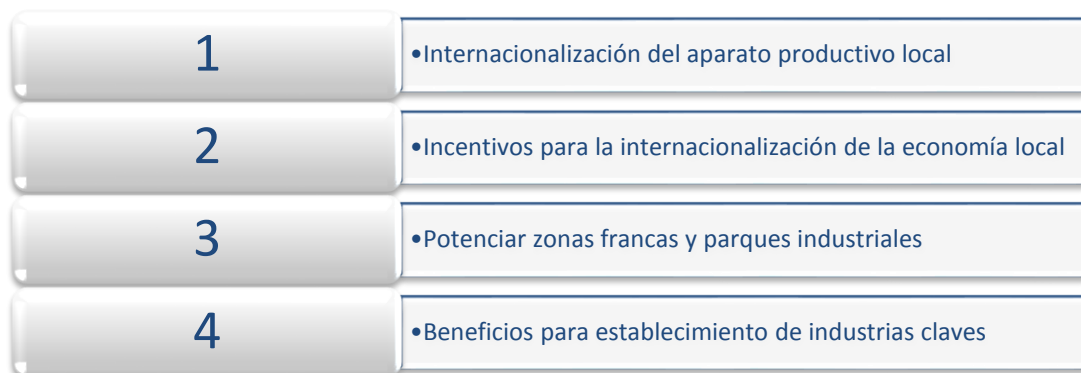 1
•Internacionalización del aparato productivo local
2
•Incentivos para la internacionalización de la economía local
3
•Potenciar zonas francas y parques industriales
4
•Beneficios para establecimiento de industrias claves